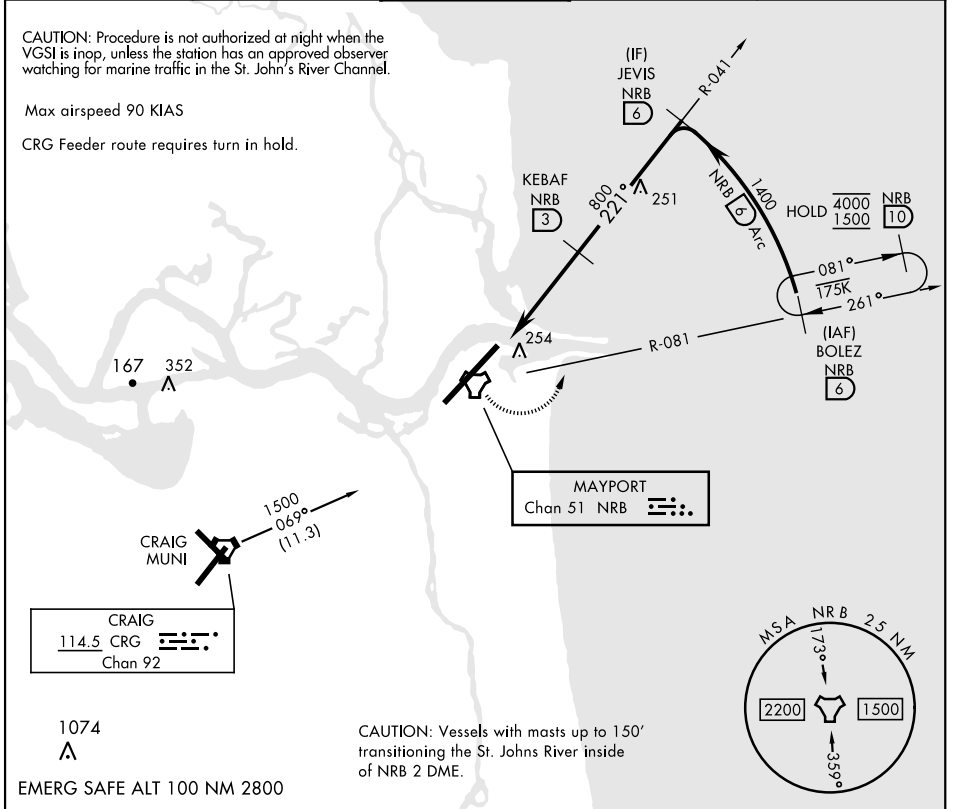 CAUTION: Procedure is not authorized at night when the
VGSI is inop, unless the station has an approved observer
watching for marine traffic in the St. John's River Channel.
Max airspeed 90 KIAS
CRG Feeder route requires turn in hold.
(IF)
JEVIS
NRB
6
R-041
KEBAF
NRB
3
800
221°
251
1400
NRB 6 Arc
HOLD 4000 NRB
1500 10
081°
175K
261°
(IAF)
BOLEZ
NRB
6
R-081
254
167 352
MAYPORT
Chan 51 NRB
1500
069°
(11.3)
CRAIG
MUNI
CRAIG
114.5 CRG
Chan 92
MSA NRB 25 NM
173°
2200 1500
359°
1074
CAUTION: Vessels with masts up to 150'
transitioning the St. Johns River inside
of NRB 2 DME.
EMERG SAFE ALT 100 NM 2800